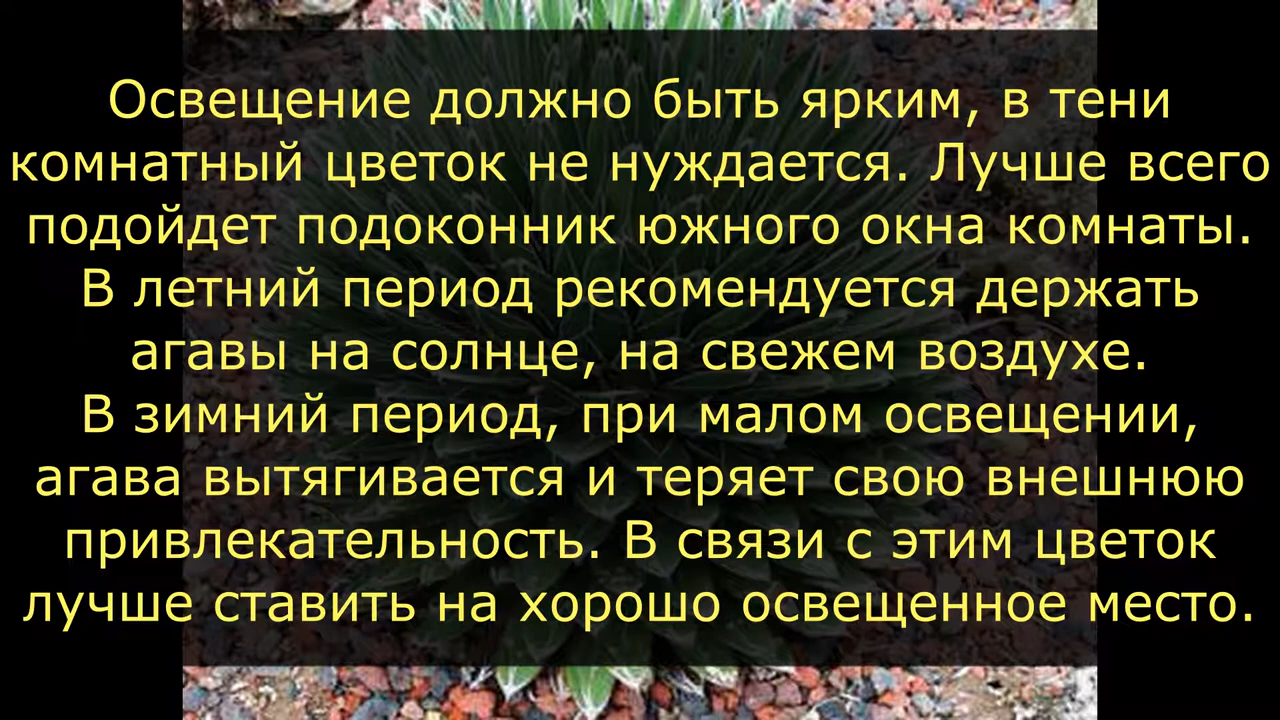 Освещение должно быть ярким, в тени
комнатный цветок не нуждается. Лучше всего
подойдет подоконник южного окна комнаты.
В летний период рекомендуется держать
агавы на солнце, на свежем воздухе.
В зимний период, при малом освещении,
агава вытягивается и теряет свою внешнюю
привлекательность. В связи с этим цветок
лучше ставить на хорошо освещенное место.